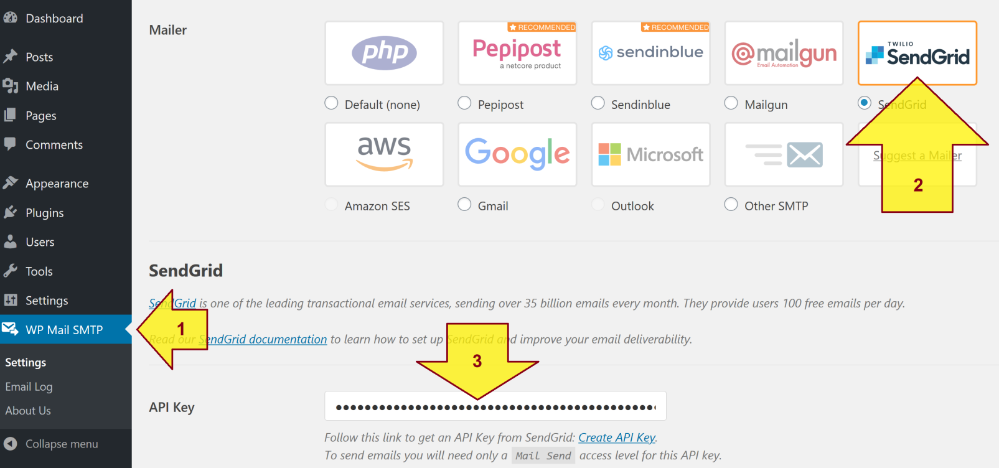 Dashboard
Posts
Media
Pages
Comments
Appearance
Plugins
Users
Tools
Settings
WP Mail SMTP
Settings
Email Log
About Us
Collapse menu
Mailer
php
RECOMMENDED
Pepipost
a netcore product
RECOMMENDED
sendinblue
@mailgun
Email Automation
TWILIO
SendGrid
Default (none)
Pepipost
Sendinblue
Mailgun
SendGrid
aws
Google
Microsoft
Suggest a Mailer
2
Amazon SES
Gmail
Outlook
Other SMTP
SendGrid
SendGrid is one of the leading transactional email services, sending over 35 billion emails every month. They provide users 100 free emails per day.
1
Read our SendGrid documentation to learn how to set up SendGrid and improve your email deliverability.
3
API Key
Follow this link to get an API Key from SendGrid: Create API Key.
To send emails you will need only a Mail Send access level for this API key.